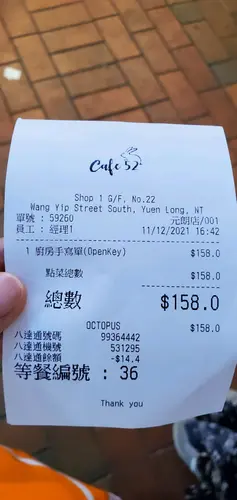 Cafe 52
Shop 1 G/F, No.22
Wang Yip Street South, Yuen Long, NT
單號 : 59260 元朗店/001
員工 : 經理1 11/12/2021 16:42
1 廚房手寫單(OpenKey) $158.0
點菜總數 $158.0
總數 $158.0
OCTOPUS $158.0
八達通號碼 99364442
八達通機號 531295
八達通餘額 -$14.4
等餐編號 : 36
Thank you